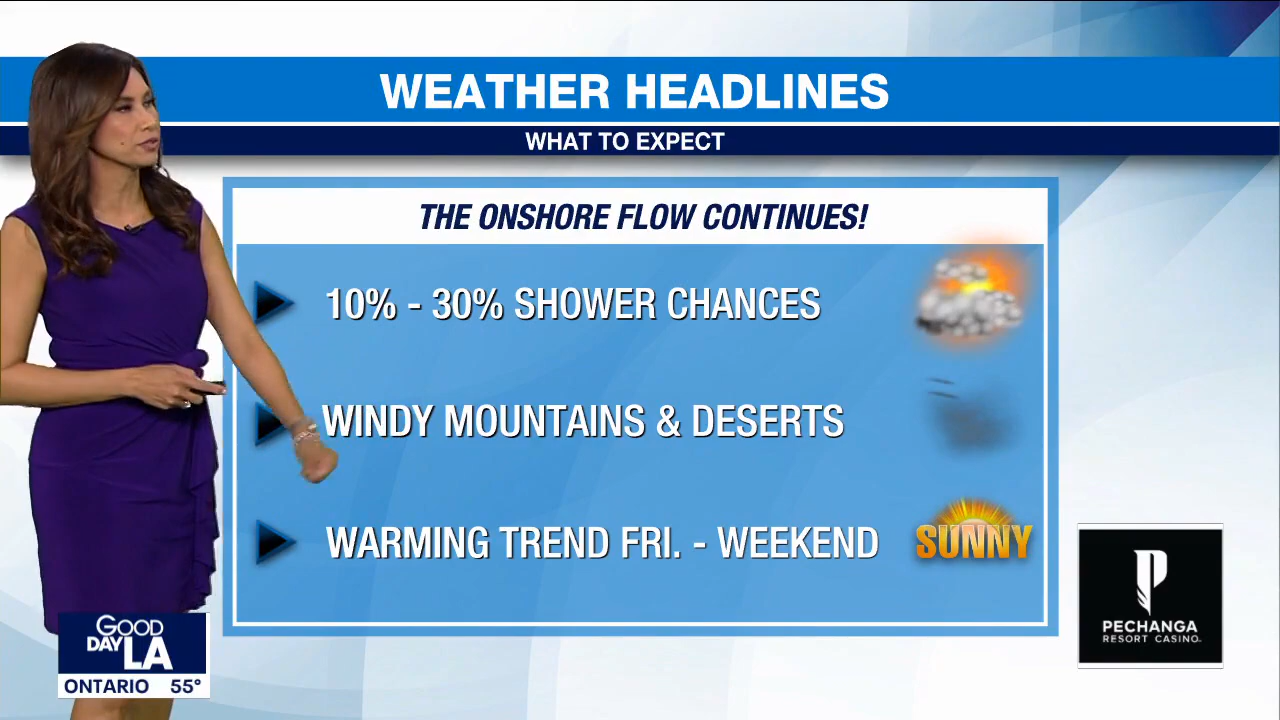 WEATHER HEADLINES
WHAT TO EXPECT
THE ONSHORE FLOW CONTINUES!
10% - 30% SHOWER CHANCES
WINDY MOUNTAINS & DESERTS
WARMING TREND FRI. - WEEKEND
SUNNY
GOOD
DAY LA
ONTARIO 55°
PECHANGA
RESORT CASINO